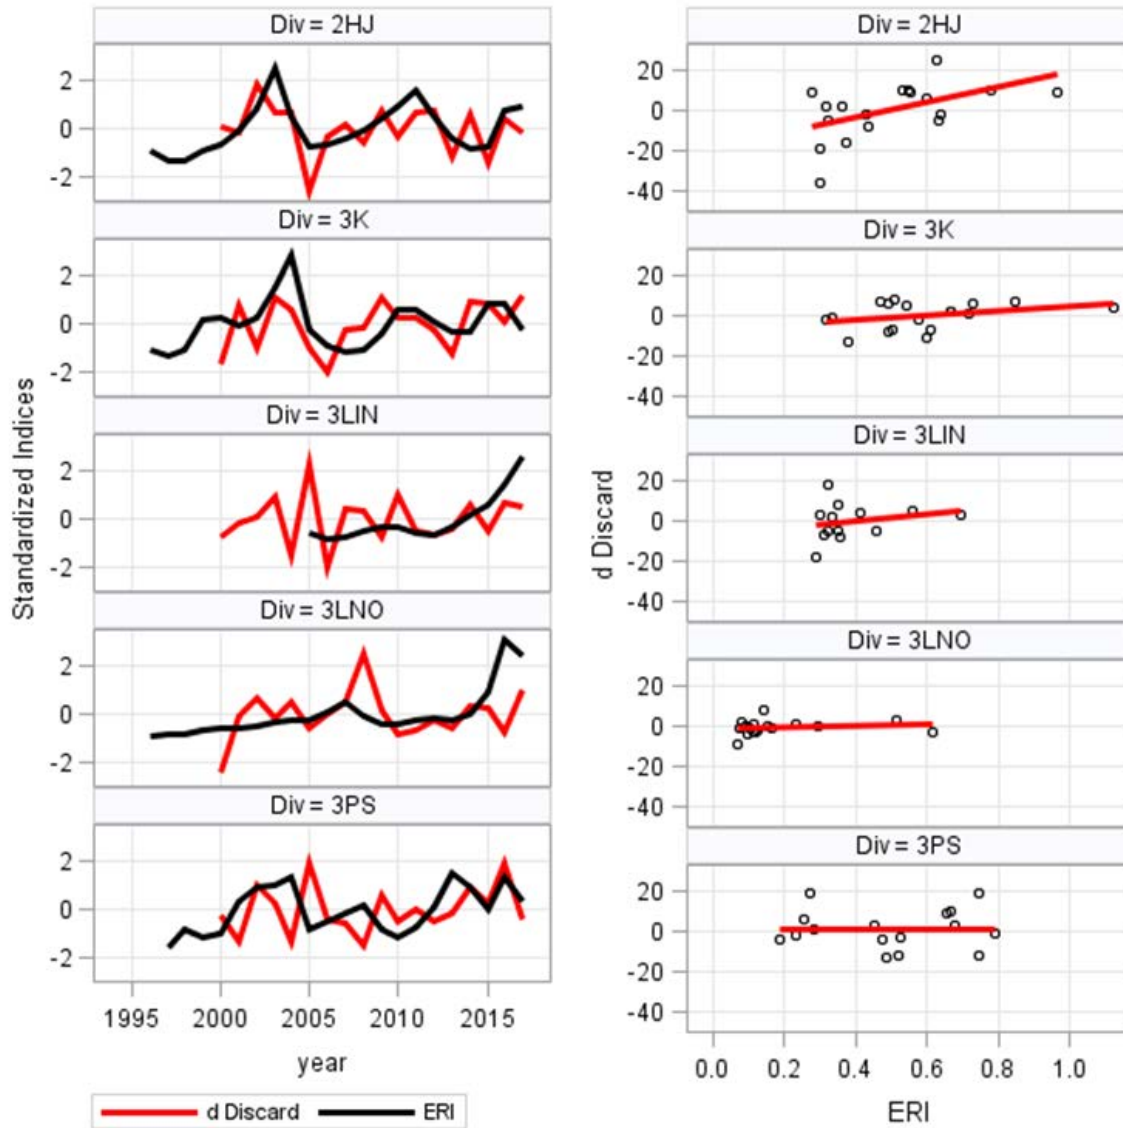 Div = 2HJ
2
0
-2
Div = 3K
2
0
-2
Div = 3LIN
2
0
-2
Div = 3LNO
2
0
-2
Div = 3PS
2
0
-2
Standardized Indices
1995 2000 2005 2010 2015
year
d Discard ERI
Div = 2HJ
20
0
-20
-40
Div = 3K
20
0
-20
-40
Div = 3LIN
20
0
-20
-40
Div = 3LNO
20
0
-20
-40
Div = 3PS
20
0
-20
-40
d Discard
0.0 0.2 0.4 0.6 0.8 1.0
ERI